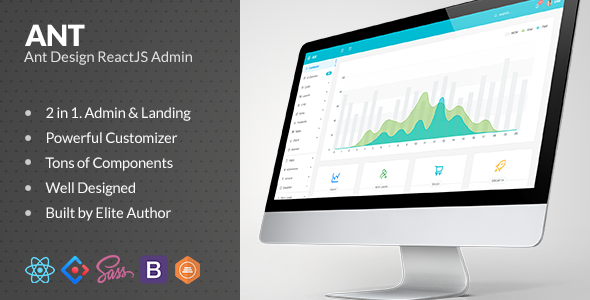 ANT
Ant Design ReactJS Admin
2 in 1. Admin & Landing
Powerful Customizer
Tons of Components
Well Designed
Built by Elite Author
Sass
B